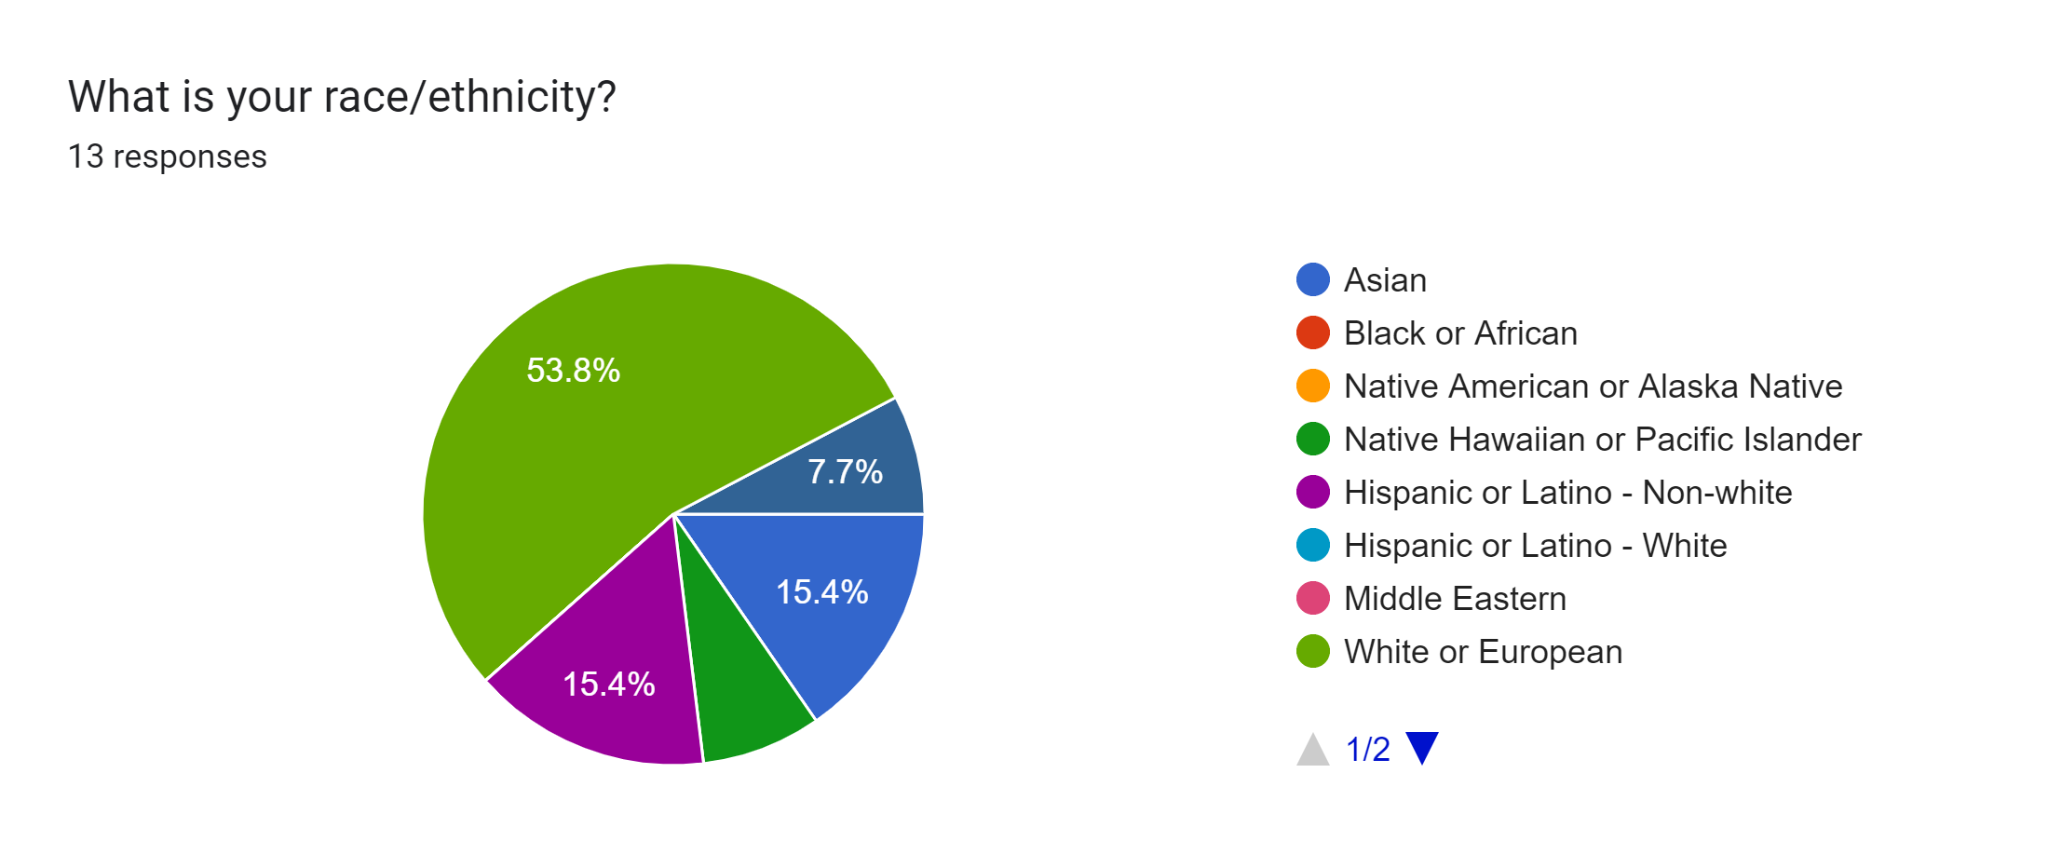 What is your race/ethnicity?
13 responses
53.8%
7.7%
15.4%
15.4%
Asian
Black or African
Native American or Alaska Native
Native Hawaiian or Pacific Islander
Hispanic or Latino - Non-white
Hispanic or Latino - White
Middle Eastern
White or European
1/2